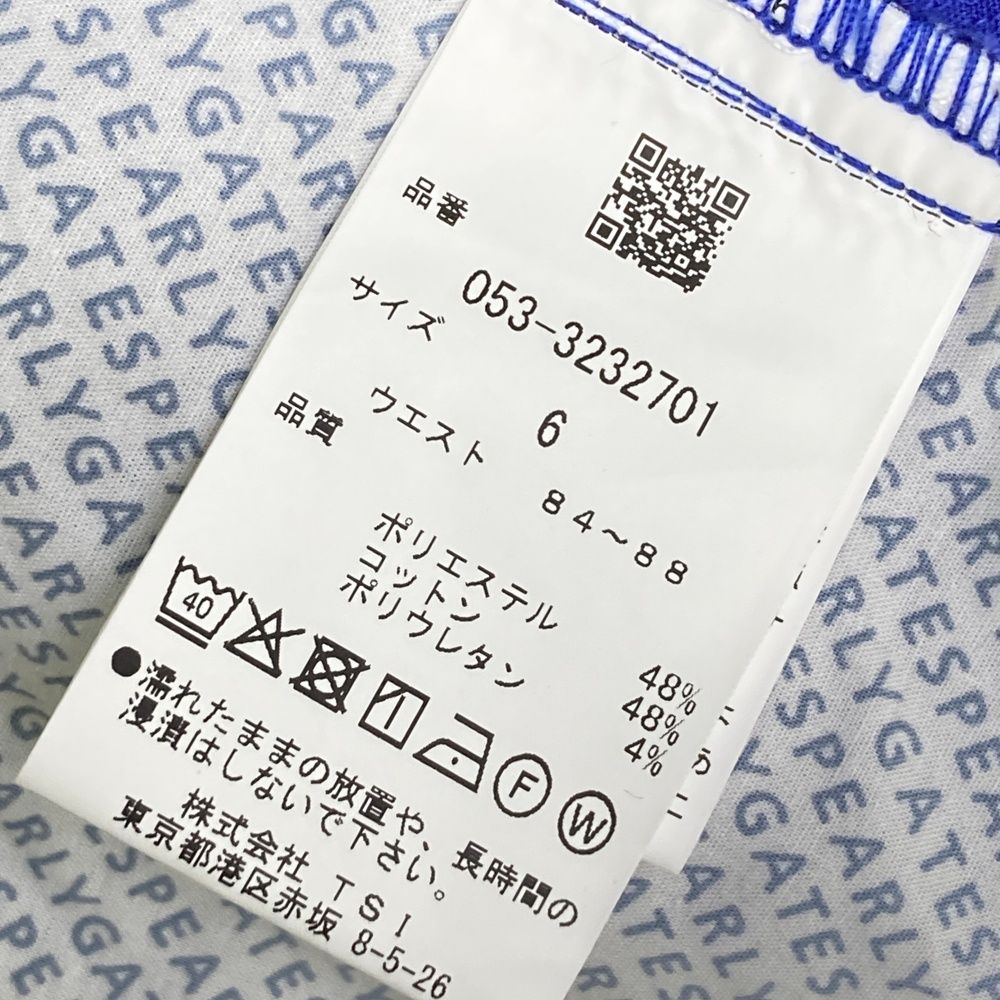 品番
053-3232701
サイズ
6
ウエスト
84～88
品質
ポリエステル 48%
コットン 48%
ポリウレタン 4%
40
F W
●濡れたままの放置や、長時間の
浸漬はしないで下さい。
株式会社 TSI
東京都港区赤坂 8-5-26
PEARLYGATES